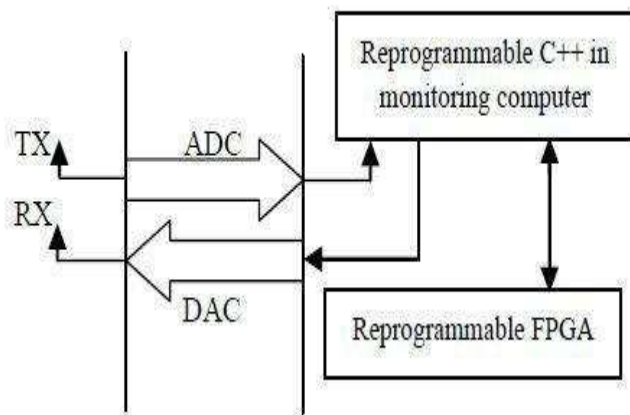 Reprogrammable C++ in
monitoring computer
TX
ADC
RX
DAC
Reprogrammable FPGA